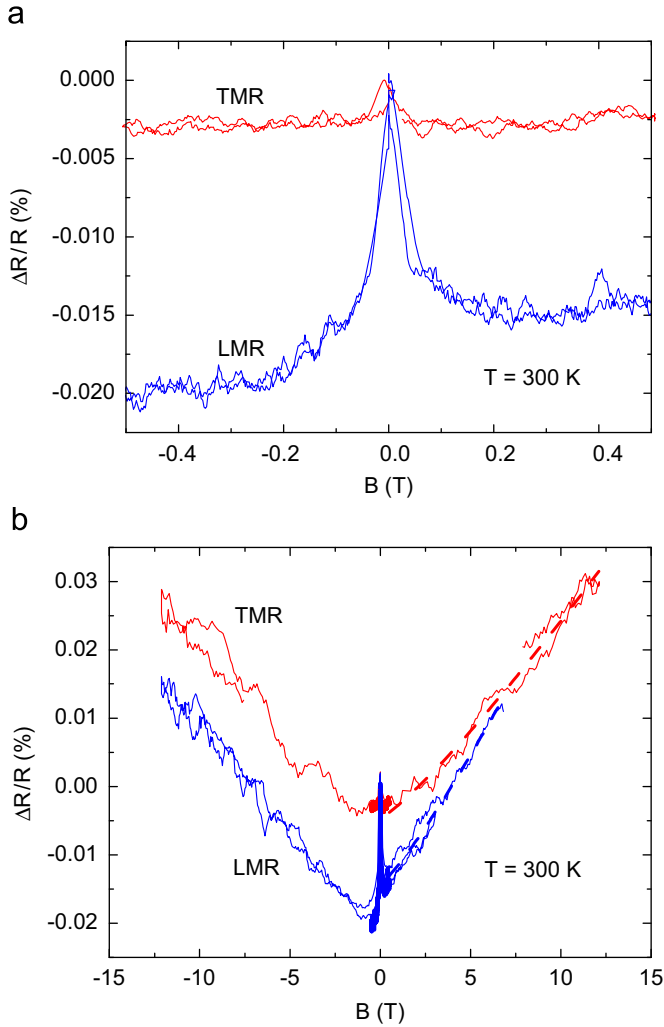 a
0.000
TMR
-0.005
-0.010
ΔR/R (%)
-0.015
LMR
T = 300 K
-0.020
-0.4
-0.2
0.0
0.2
0.4
B (T)
b
0.03
TMR
0.02
0.01
ΔR/R (%)
0.00
-0.01
LMR
T = 300 K
-0.02
-15
-10
-5
0
5
10
15
B (T)